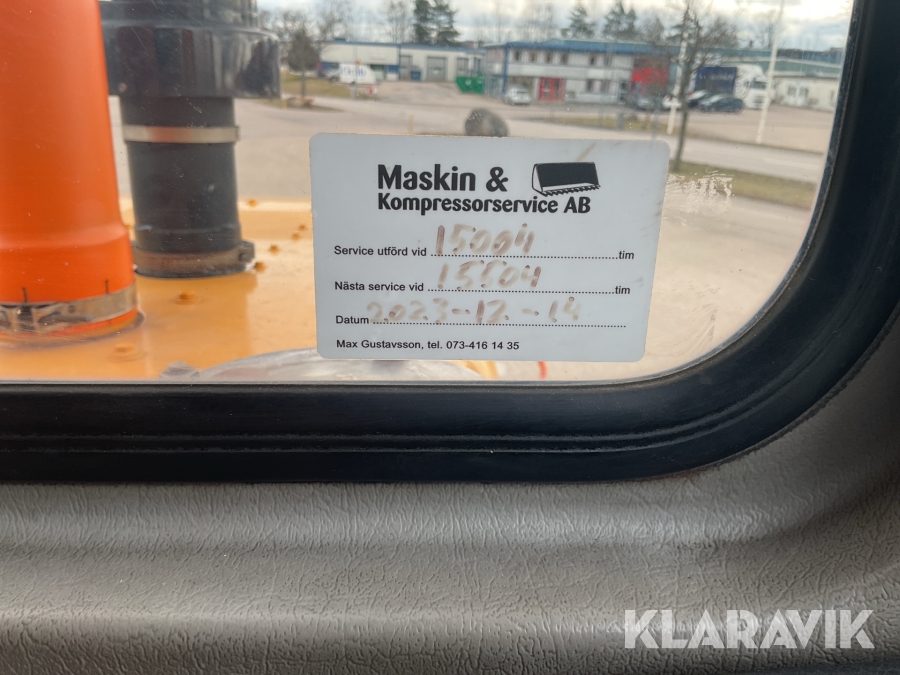 Maskin &
Kompressorservice AB
Service utförd vid 15004 tim
Nästa service vid 15504 tim
Datum 2023-12-14
Max Gustavsson, tel. 073-416 14 35
KLARAVIK